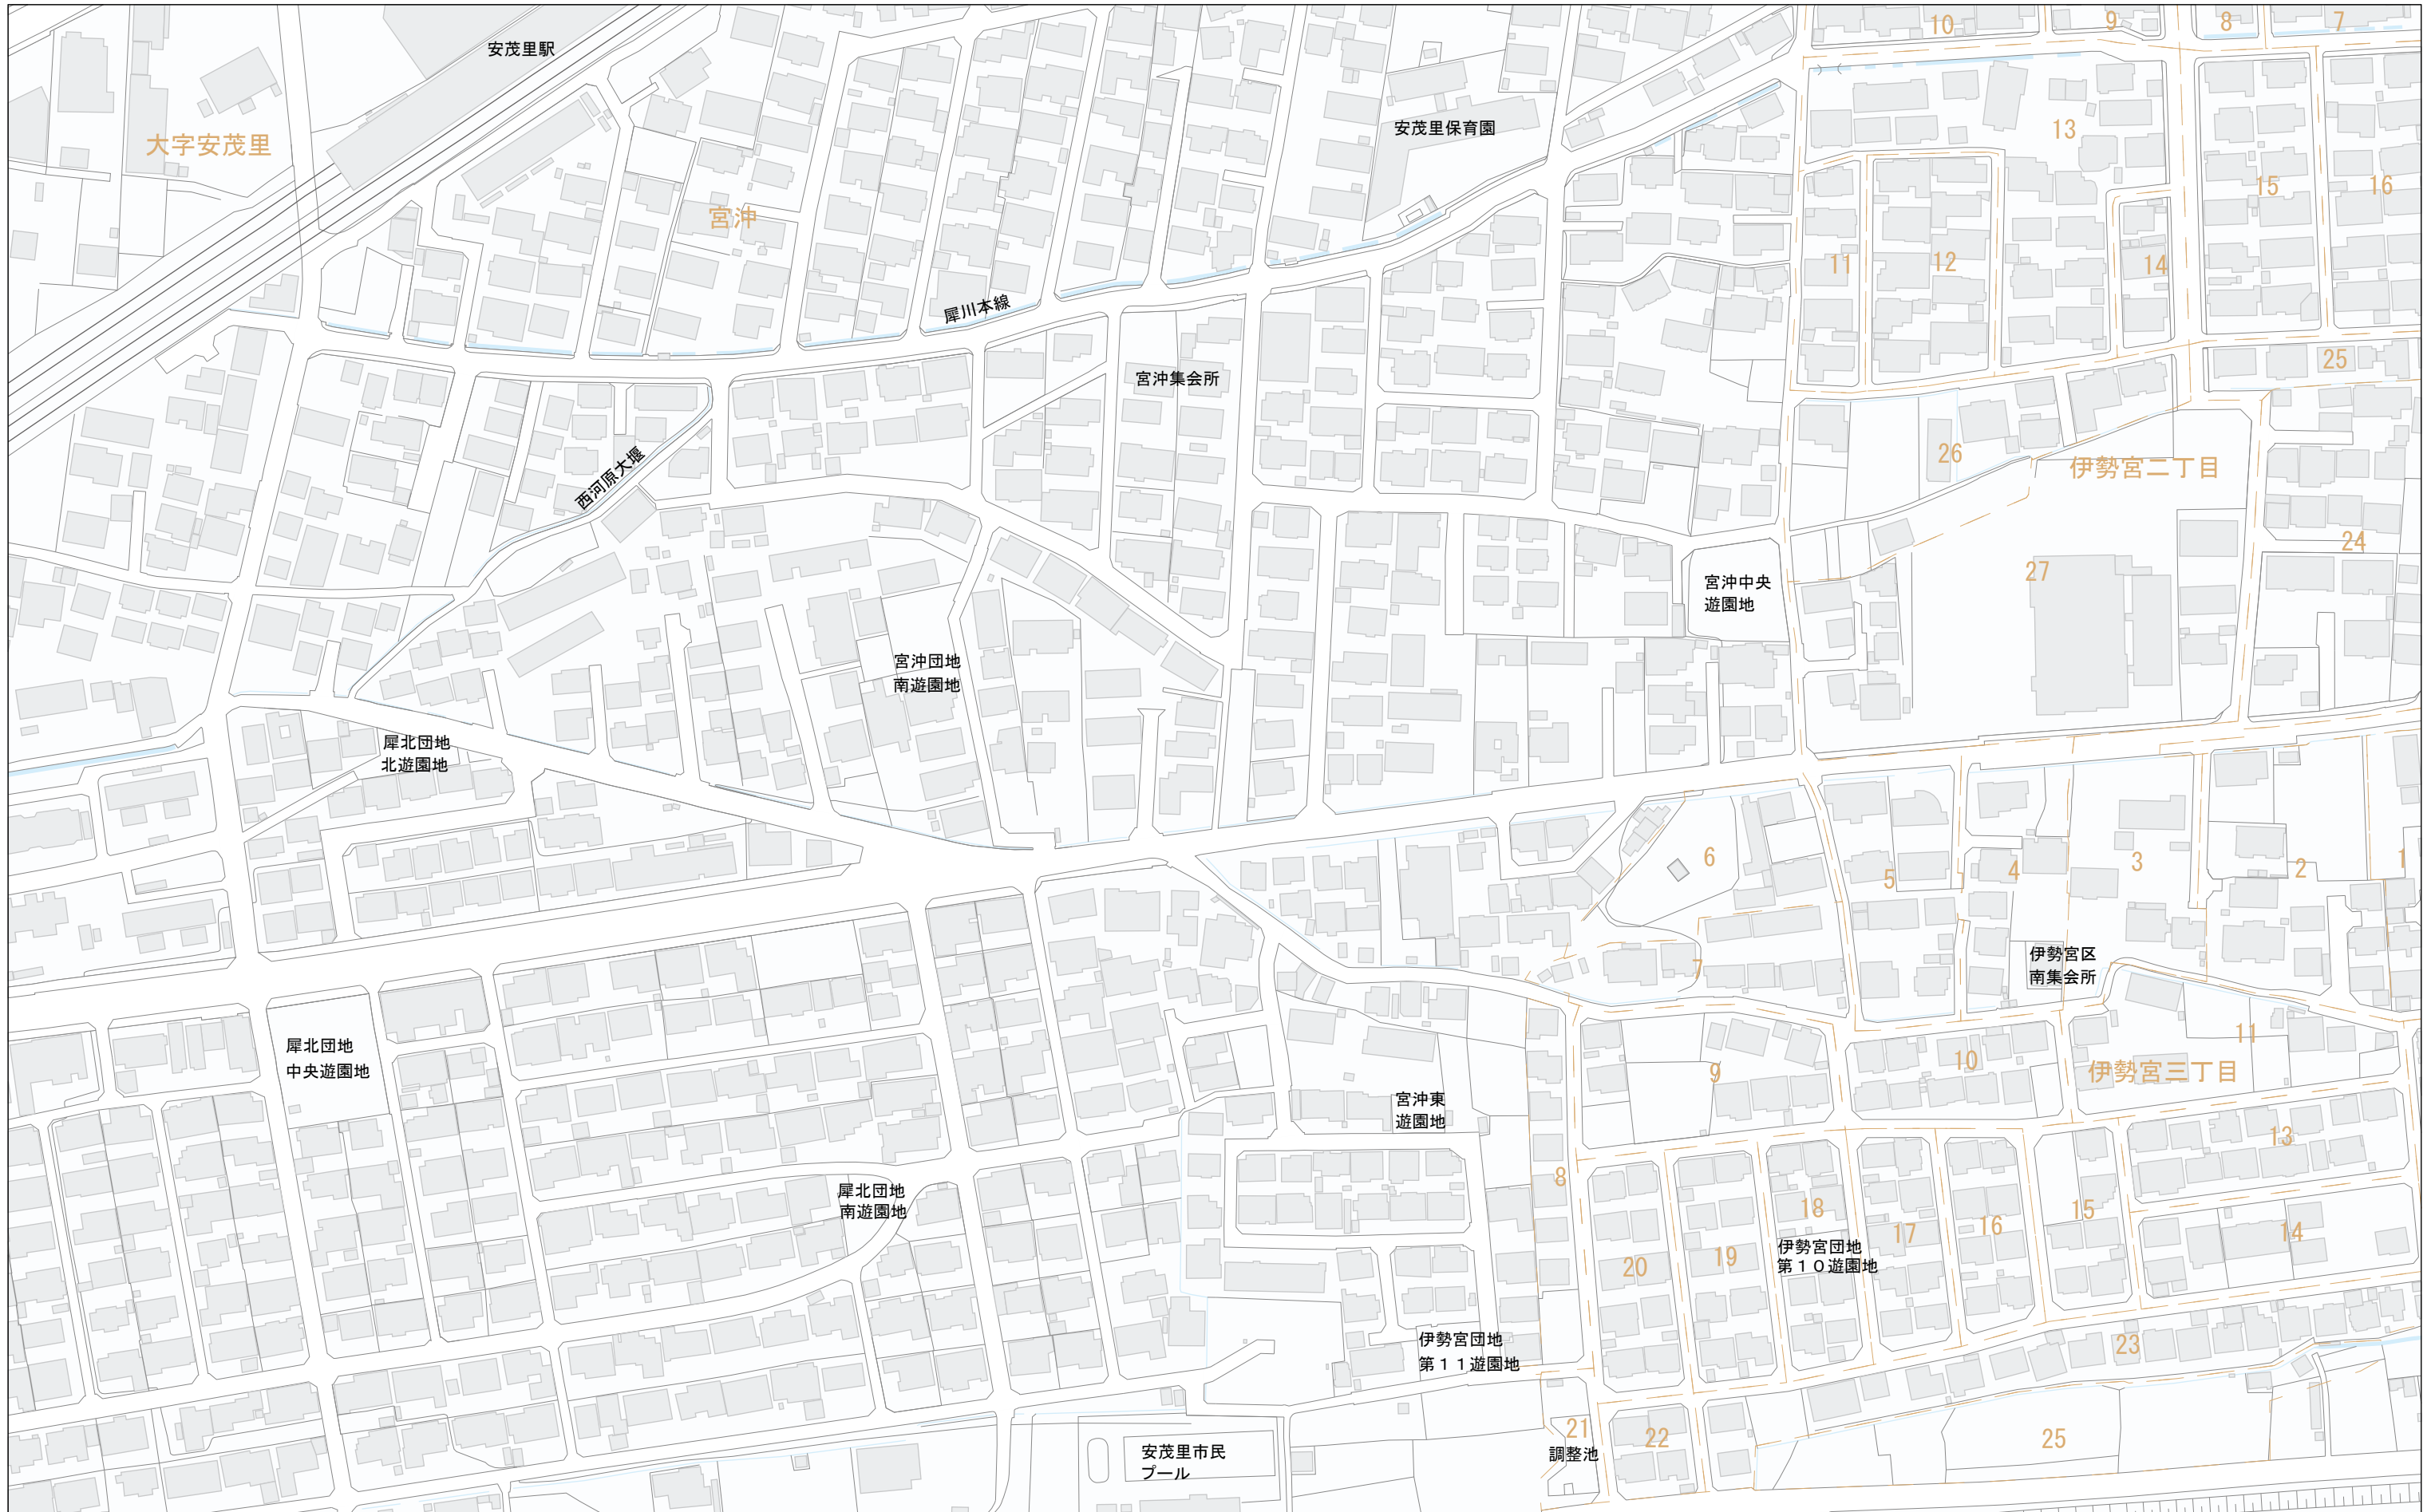 10
9
8
7
安茂里駅
大字安茂里
安茂里保育園
13
15
16
宮沖
11
12
14
犀川本線
25
宮沖集会所
26
伊勢宮二丁目
西河原大堰
24
27
宮沖中央
遊園地
宮沖団地
南遊園地
犀北団地
北遊園地
6
5
4
3
2
1
7
伊勢宮区
南集会所
犀北団地
中央遊園地
9
10
11
伊勢宮三丁目
宮沖東
遊園地
13
8
犀北団地
南遊園地
18
17
16
15
14
20
19
伊勢宮団地
第１０遊園地
伊勢宮団地
第１１遊園地
23
21
22
25
調整池
安茂里市民
プール